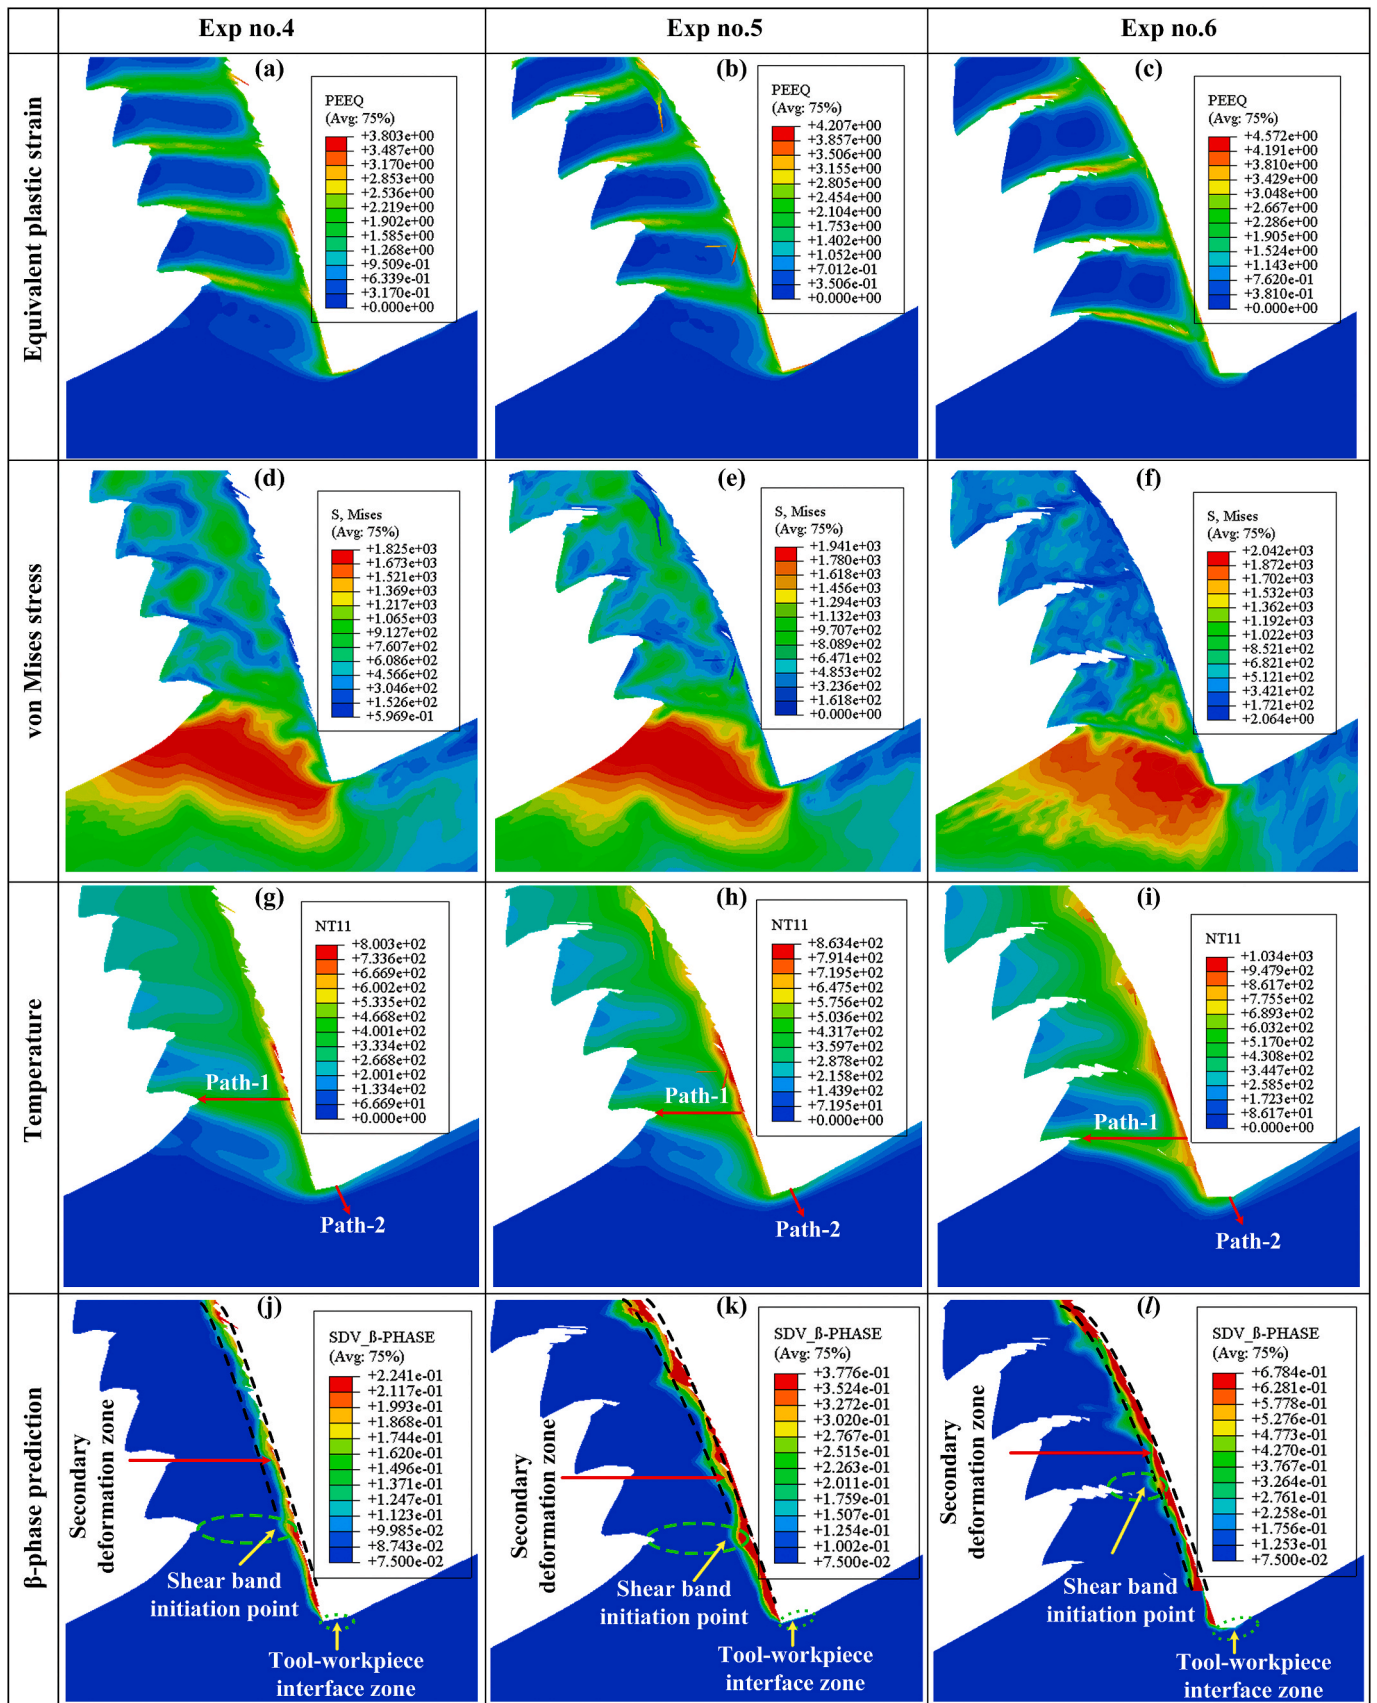 Exp no.4
Exp no.5
Exp no.6
Equivalent plastic strain
(a)
PEEQ
(Avg: 75%)
+3.803e+00
+3.487e+00
+3.170e+00
+2.853e+00
+2.536e+00
+2.219e+00
+1.902e+00
+1.585e+00
+1.268e+00
+9.509e-01
+6.339e-01
+3.170e-01
+0.000e+00
(b)
PEEQ
(Avg: 75%)
+4.207e+00
+3.857e+00
+3.506e+00
+3.155e+00
+2.805e+00
+2.454e+00
+2.104e+00
+1.753e+00
+1.402e+00
+1.052e+00
+7.012e-01
+3.506e-01
+0.000e+00
(c)
PEEQ
(Avg: 75%)
+4.572e+00
+4.191e+00
+3.810e+00
+3.429e+00
+3.048e+00
+2.667e+00
+2.286e+00
+1.905e+00
+1.524e+00
+1.143e+00
+7.620e-01
+3.810e-01
+0.000e+00
von Mises stress
(d)
S, Mises
(Avg: 75%)
+1.825e+03
+1.673e+03
+1.521e+03
+1.369e+03
+1.217e+03
+1.065e+03
+9.127e+02
+7.607e+02
+6.086e+02
+4.566e+02
+3.046e+02
+1.526e+02
+5.969e-01
(e)
S, Mises
(Avg: 75%)
+1.941e+03
+1.780e+03
+1.618e+03
+1.456e+03
+1.294e+03
+1.132e+03
+9.707e+02
+8.089e+02
+6.471e+02
+4.853e+02
+3.236e+02
+1.618e+02
+0.000e+00
(f)
S, Mises
(Avg: 75%)
+2.042e+03
+1.872e+03
+1.702e+03
+1.532e+03
+1.362e+03
+1.192e+03
+1.022e+03
+8.521e+02
+6.821e+02
+5.121e+02
+3.421e+02
+1.721e+02
+2.064e+00
Temperature
(g)
NT11
+8.003e+02
+7.336e+02
+6.669e+02
+6.002e+02
+5.335e+02
+4.668e+02
+4.001e+02
+3.334e+02
+2.668e+02
+2.001e+02
+1.334e+02
+6.669e+01
+0.000e+00
Path-1
Path-2
(h)
NT11
+8.634e+02
+7.914e+02
+7.195e+02
+6.475e+02
+5.756e+02
+5.036e+02
+4.317e+02
+3.597e+02
+2.878e+02
+2.158e+02
+1.439e+02
+7.195e+01
+0.000e+00
Path-1
Path-2
(i)
NT11
+1.034e+03
+9.479e+02
+8.617e+02
+7.755e+02
+6.893e+02
+6.032e+02
+5.170e+02
+4.308e+02
+3.447e+02
+2.585e+02
+1.723e+02
+8.617e+01
+0.000e+00
Path-1
Path-2
β-phase prediction
(j)
SDV_β-PHASE
(Avg: 75%)
+2.241e-01
+2.117e-01
+1.993e-01
+1.868e-01
+1.744e-01
+1.620e-01
+1.496e-01
+1.371e-01
+1.247e-01
+1.123e-01
+9.985e-02
+8.743e-02
+7.500e-02
Secondary
deformation zone
Shear band
initiation point
Tool-workpiece
interface zone
(k)
SDV_β-PHASE
(Avg: 75%)
+3.776e-01
+3.524e-01
+3.272e-01
+3.020e-01
+2.767e-01
+2.515e-01
+2.263e-01
+2.011e-01
+1.759e-01
+1.507e-01
+1.254e-01
+1.002e-01
+7.500e-02
Secondary
deformation zone
Shear band
initiation point
Tool-workpiece
interface zone
(l)
SDV_β-PHASE
(Avg: 75%)
+6.784e-01
+6.281e-01
+5.778e-01
+5.276e-01
+4.773e-01
+4.270e-01
+3.767e-01
+3.264e-01
+2.761e-01
+2.258e-01
+1.756e-01
+1.253e-01
+7.500e-02
Secondary
deformation zone
Shear band
initiation point
Tool-workpiece
interface zone